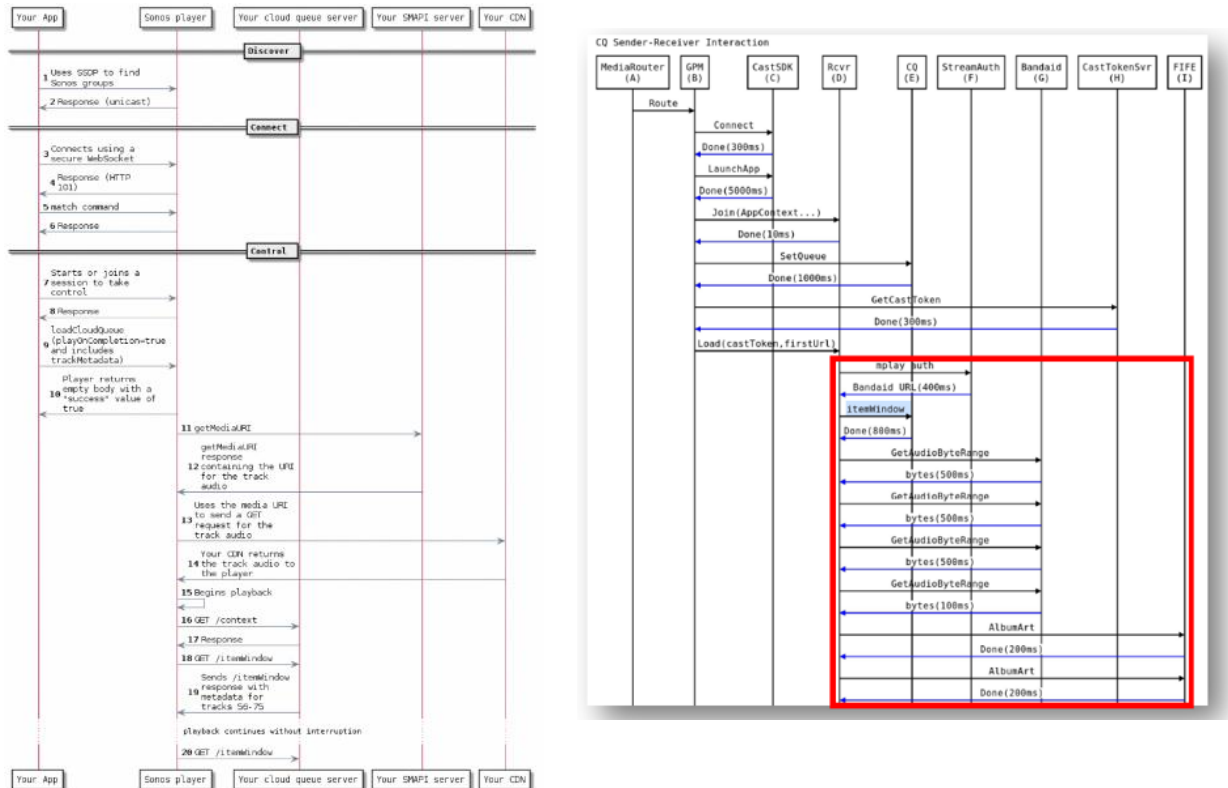 Your App
Sonos player
Your cloud queue server
Your SMAPI server
Your CDN
Discover
1 Uses SSDP to find
Sonos groups
2 Response (unicast)
Connect
3 Connects using a
secure WebSocket
4 Response (HTTP
101)
5 match command
6 Response
Control
7 Starts or joins a
session to take
control
8 Response
9 loadCloudQueue
(playOnCompletion=true
and includes
trackMetadata)
10 Player returns
empty body with a
"success" value of
true
11 getMediaURI
12 getMediaURI
response
containing the URI
for the track
audio
13 Uses the media URI
to send a GET
request for the
track audio
14 Your CDN returns
the track audio to
the player
15 Begins playback
16 GET /context
17 Response
18 GET /itemWindow
19 Sends /itemWindow
response with
metadata for
tracks 56-75
playback continues without interruption
20 GET /itemWindow
Your App
Sonos player
Your cloud queue server
Your SMAPI server
Your CDN
CQ Sender-Receiver Interaction
MediaRouter
(A)
GPM
(B)
CastSDK
(C)
Rcvr
(D)
CQ
(E)
StreamAuth
(F)
Bandaid
(G)
CastTokenSvr
(H)
FIFE
(I)
Route
Connect
Done(300ms)
LaunchApp
Done(5000ms)
Join(AppContext...)
Done(10ms)
SetQueue
Done(1000ms)
GetCastToken
Done(300ms)
Load(castToken,firstUrl)
mplay auth
Bandaid URL(400ms)
itemWindow
Done(800ms)
GetAudioByteRange
bytes(500ms)
GetAudioByteRange
bytes(500ms)
GetAudioByteRange
bytes(500ms)
GetAudioByteRange
bytes(100ms)
AlbumArt
Done(200ms)
AlbumArt
Done(200ms)